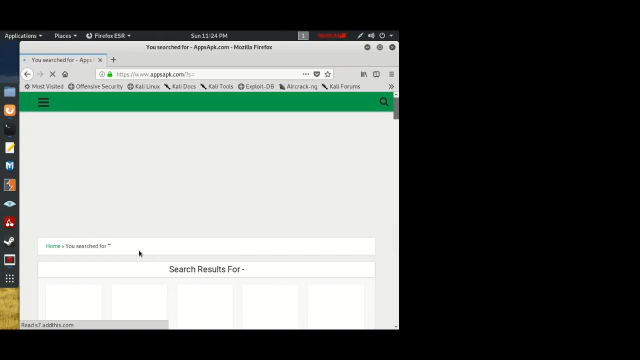 Applications Places Firefox ESR Sun 11:24 PM 1
You searched for - AppsApk.com - Mozilla Firefox
You searched for - Apps
https://www.appsapk.com/?s=
Most Visited Offensive Security Kali Linux Kali Docs Kali Tools Exploit-DB Aircrack-ng Kali Forums
Home » You searched for ""
Search Results For -
Read s7.addthis.com